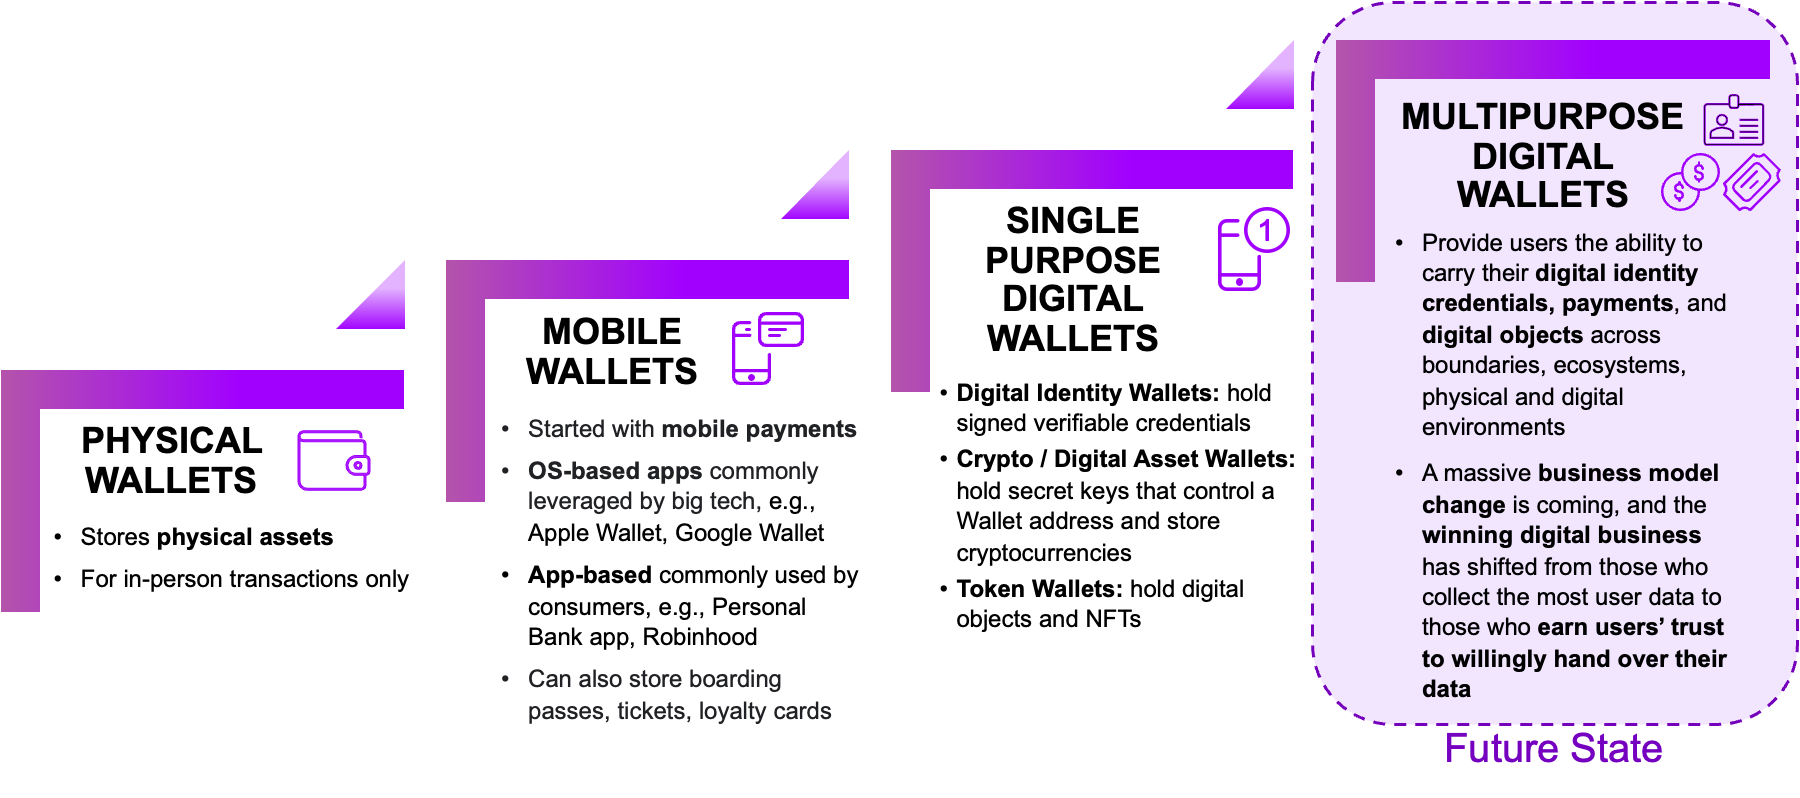 PHYSICAL
WALLETS
• Stores physical assets
• For in-person transactions only
MOBILE
WALLETS
• Started with mobile payments
• OS-based apps commonly
leveraged by big tech, e.g.,
Apple Wallet, Google Wallet
• App-based commonly used by
consumers, e.g., Personal
Bank app, Robinhood
• Can also store boarding
passes, tickets, loyalty cards
SINGLE
PURPOSE
DIGITAL
WALLETS
1
• Digital Identity Wallets: hold
signed verifiable credentials
• Crypto / Digital Asset Wallets:
hold secret keys that control a
Wallet address and store
cryptocurrencies
• Token Wallets: hold digital
objects and NFTs
MULTIPURPOSE
DIGITAL
WALLETS
$
$
• Provide users the ability to
carry their digital identity
credentials, payments, and
digital objects across
boundaries, ecosystems,
physical and digital
environments
• A massive business model
change is coming, and the
winning digital business
has shifted from those who
collect the most user data to
those who earn users’ trust
to willingly hand over their
data
Future State